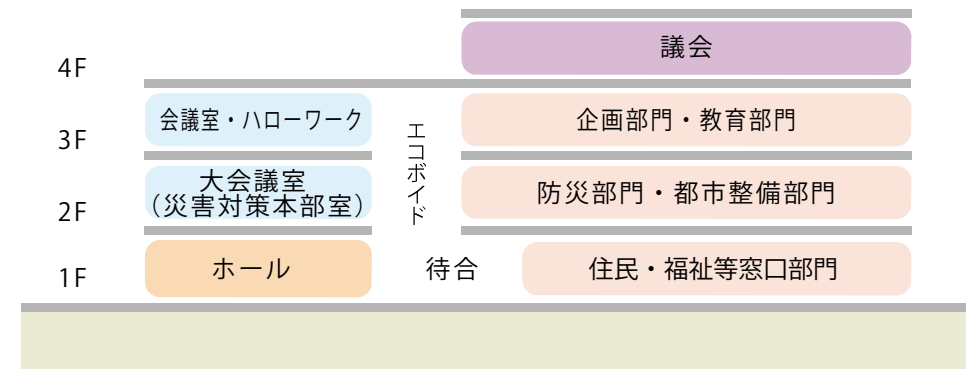 4F
議会
3F
会議室・ハローワーク
エコボイド
企画部門・教育部門
2F
大会議室
(災害対策本部室)
防災部門・都市整備部門
1F
ホール
待合
住民・福祉等窓口部門